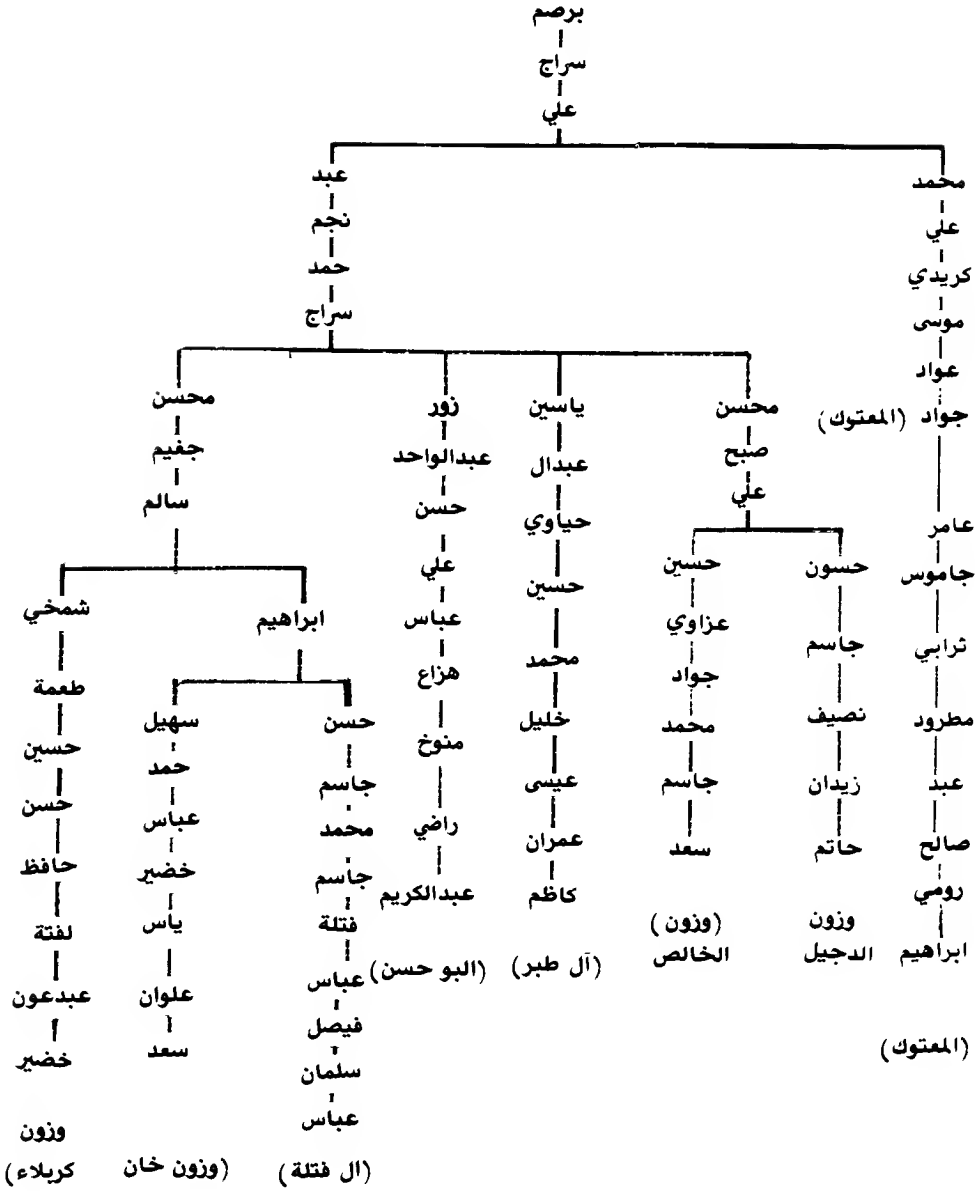 برصم
سراج
علي
محمد
علي
كريدي
موسى
عواد
جواد (المعتوك)
عامر
جاموس
ثرابي
مطرود
عبد
صالح
رومي
ابراهيم
(المعتوك)
عبد
نجم
حمد
سراج
محسن
صبح
علي
حسون
جاسم
نصيف
زيدان
حاتم
وزون
الدجيل
حسين
عزاوي
جواد
محمد
جاسم
سعد
(وزون)
الخالص
ياسين
عبدال
حياوي
حسين
محمد
خليل
عيسى
عمران
كاظم
(آل طبر)
زور
عبدالواحد
حسن
علي
عباس
هزاع
منوخ
راضي
عبدالكريم
(البو حسن)
محسن
جفيم
سالم
ابراهيم
حسن
جاسم
محمد
جاسم
فتلة
عباس
فيصل
سلمان
عباس
(ال فتلة)
سهيل
حمد
عباس
خضير
ياس
علوان
سعد
(وزون خان
شمخي
طعمة
حسين
حسن
حافظ
لفتة
عبدعون
خضير
وزون
كربلاء)